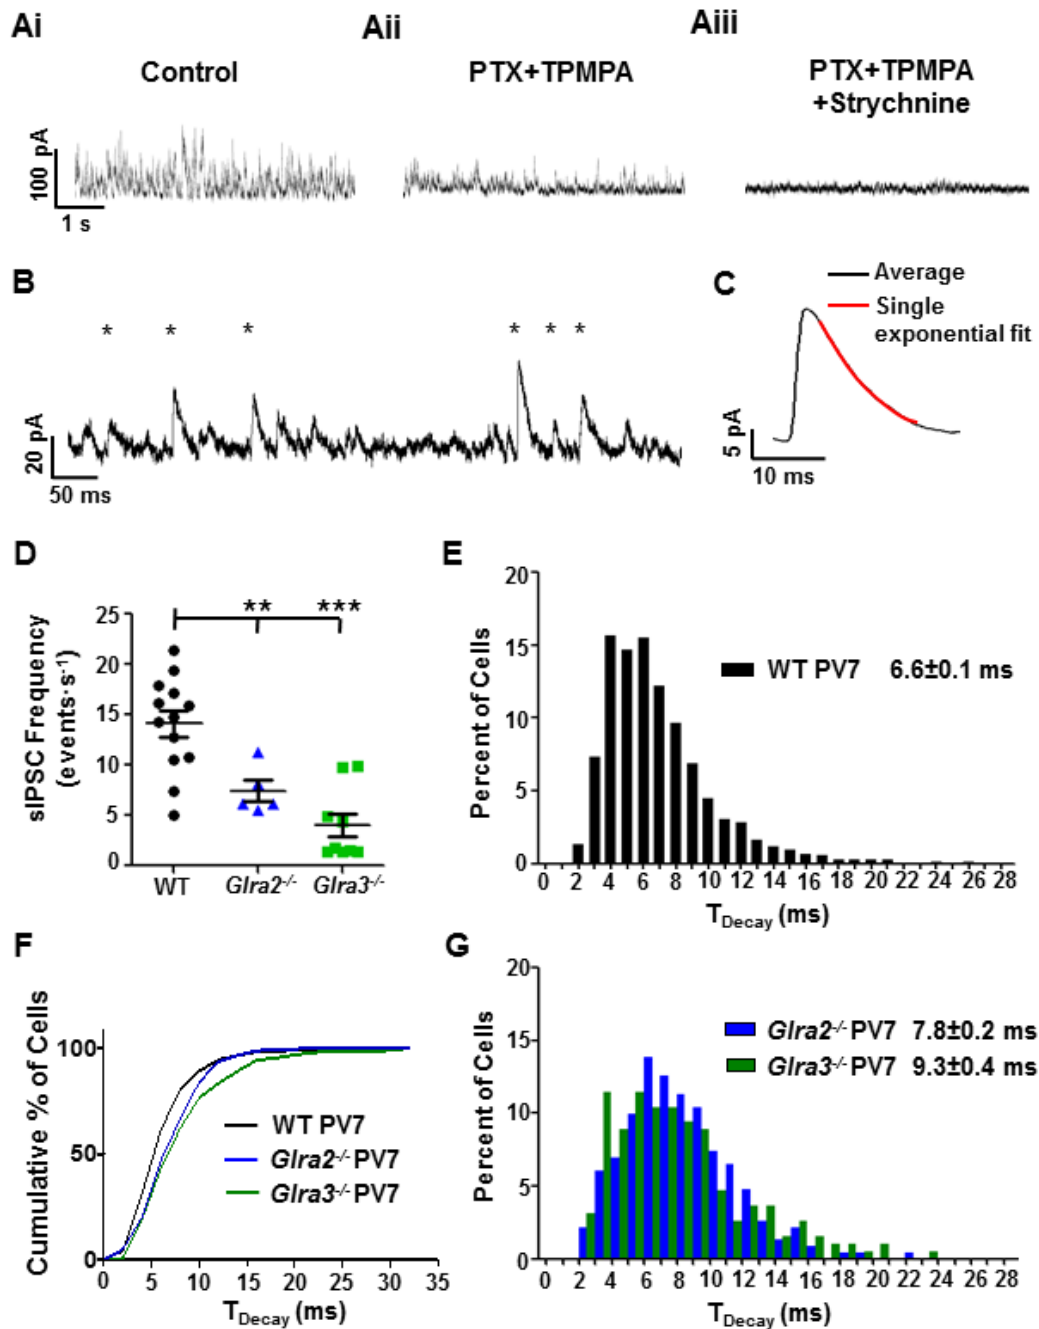 Ai
Aii
Aiii
Control
PTX+TPMPA
PTX+TPMPA
+Strychnine
100 pA
1 s
B
* * * * * *
20 pA
50 ms
C
Average
Single
exponential fit
5 pA
10 ms
D
** ***
sIPSC Frequency
(events·s⁻¹)
25
20
15
10
5
0
WT Glra2⁻/⁻ Glra3⁻/⁻
E
Percent of Cells
20
15
10
5
0
WT PV7 6.6±0.1 ms
0 2 4 6 8 10 12 14 16 18 20 22 24 26 28
TDecay (ms)
F
Cumulative % of Cells
100
50
0
WT PV7
Glra2⁻/⁻ PV7
Glra3⁻/⁻ PV7
0 5 10 15 20 25 30 35
TDecay (ms)
G
Percent of Cells
20
15
10
5
0
Glra2⁻/⁻ PV7 7.8±0.2 ms
Glra3⁻/⁻ PV7 9.3±0.4 ms
0 2 4 6 8 10 12 14 16 18 20 22 24 26 28
TDecay (ms)